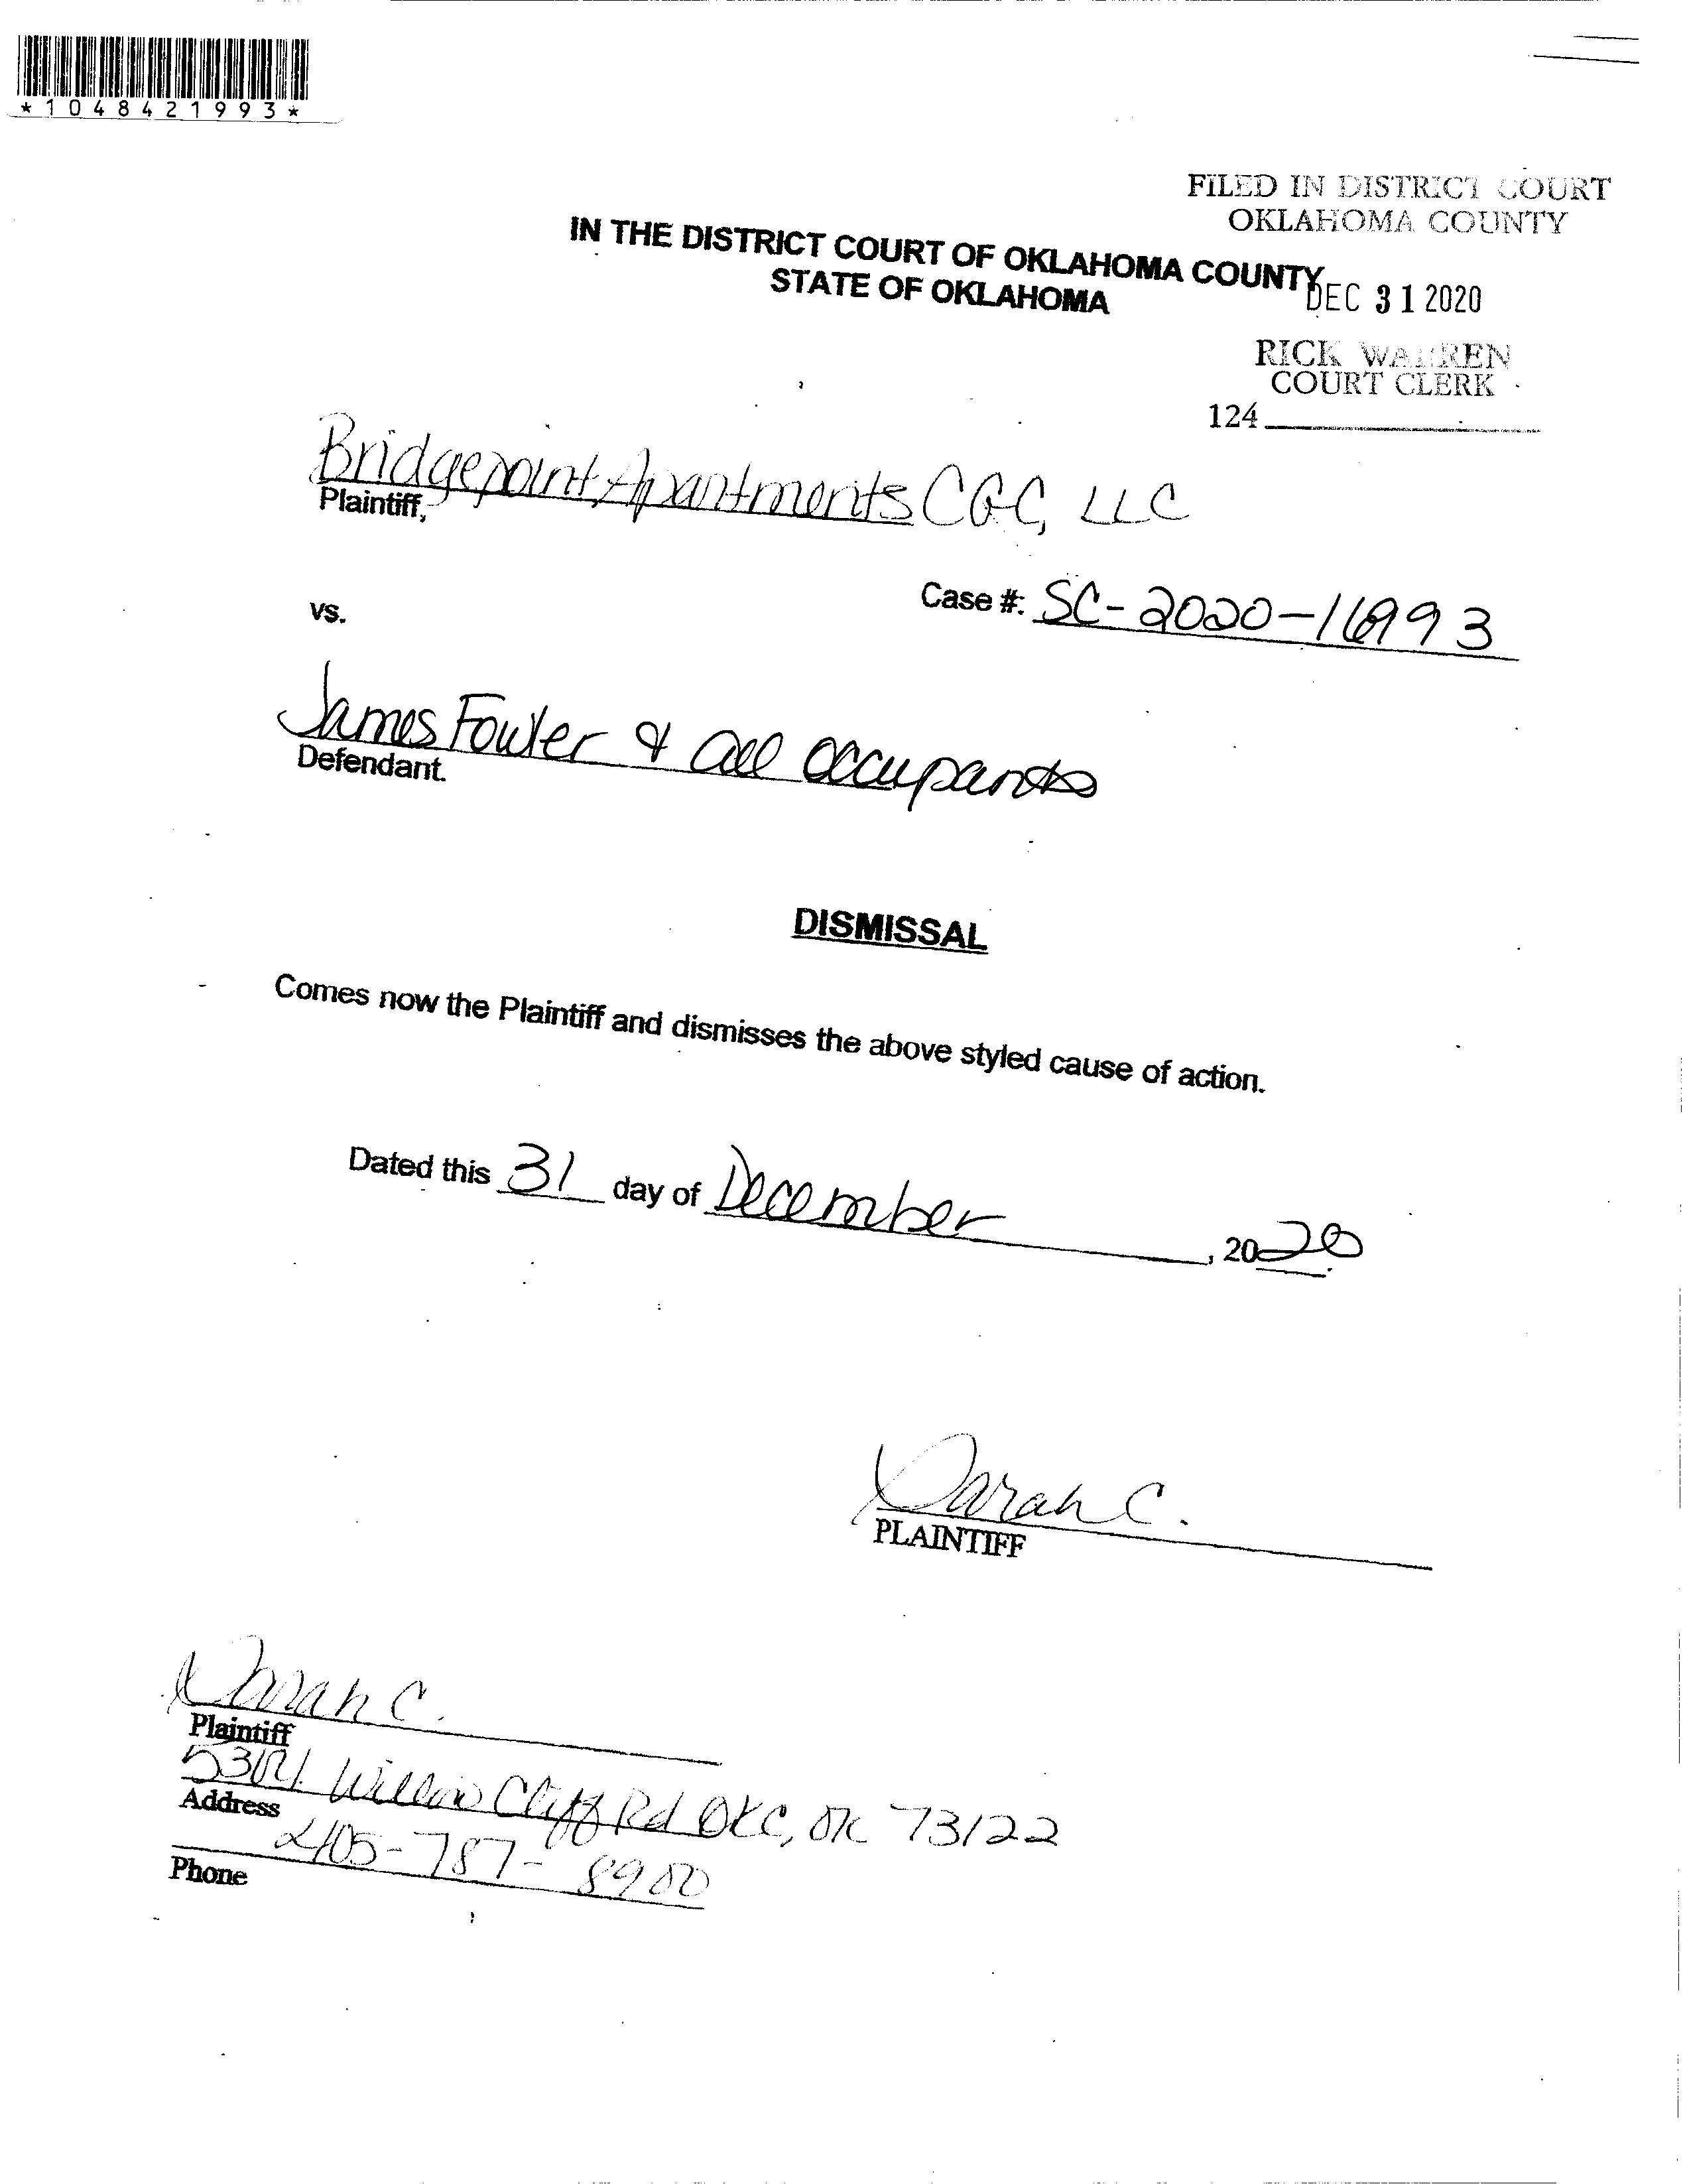 *1048421993*
FILED IN DISTRICT COURT
OKLAHOMA COUNTY
IN THE DISTRICT COURT OF OKLAHOMA COUNTY
STATE OF OKLAHOMA
DEC 31 2020
RICK WARREN
COURT CLERK
124
Bridgepoint Apartments CGC, LLC
Plaintiff,
vs.
Case #: SC-2020-16993
James Fowler & all occupants
Defendant.
DISMISSAL
Comes now the Plaintiff and dismisses the above styled cause of action.
Dated this 31 day of December, 2020
Sarah C.
PLAINTIFF
Sarah C.
Plaintiff
Willow Cliff Rd OKC, OK 73122
Address
405-787-8900
Phone